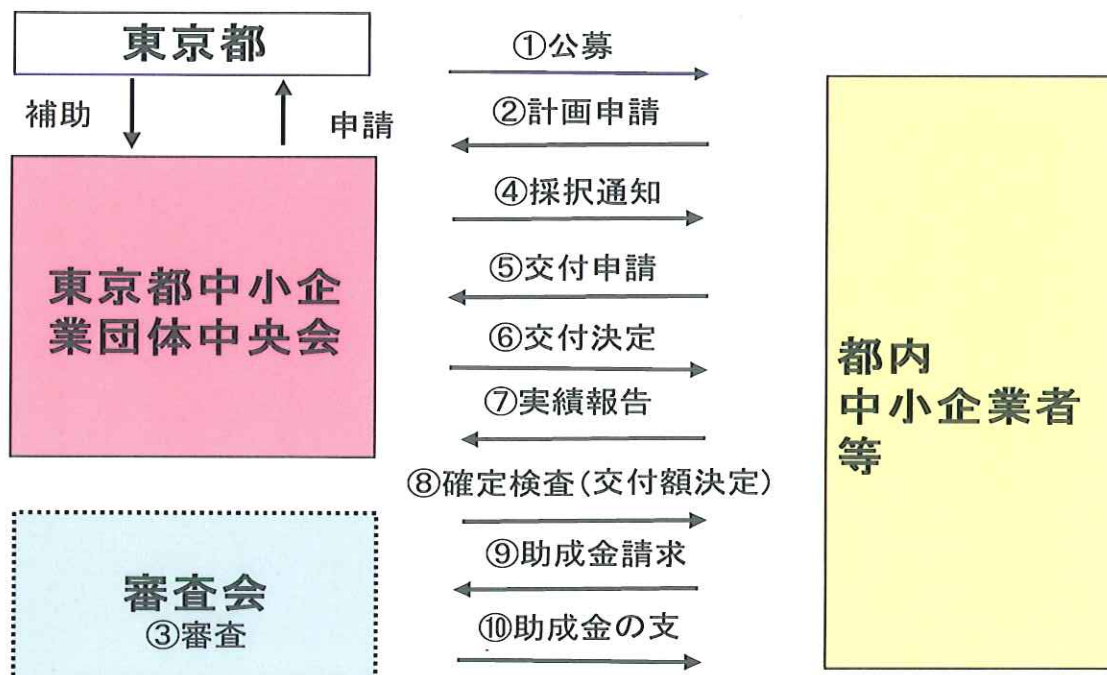 東京都
補助
申請
東京都中小企
業団体中央会
審査会
③審査
①公募
②計画申請
④採択通知
⑤交付申請
⑥交付決定
⑦実績報告
⑧確定検査(交付額決定)
⑨助成金請求
⑩助成金の支
都内
中小企業者
等